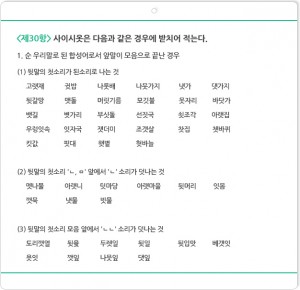 <제30항> 사이시옷은 다음과 같은 경우에 받치어 적는다.
1. 순 우리말로 된 합성어로서 앞말이 모음으로 끝난 경우
(1) 뒷말의 첫소리가 된소리로 나는 것
고랫재 귓밥 나룻배 나뭇가지 냇가 댓가지
뒷갈망 맷돌 머릿기름 모깃불 못자리 바닷가
뱃길 볏가리 부싯돌 선짓국 쇳조각 아랫집
우렁잇속 잇자국 잿더미 조갯살 찻집 쳇바퀴
킷값 핏대 햇볕 혓바늘
(2) 뒷말의 첫소리 'ㄴ, ㅁ' 앞에서 'ㄴ' 소리가 덧나는 것
멧나물 아랫니 텃마당 아랫마을 뒷머리 잇몸
깻묵 냇물 빗물
(3) 뒷말의 첫소리 모음 앞에서 'ㄴㄴ' 소리가 덧나는 것
도리깻열 뒷윷 두렛일 뒷일 뒷입맛 베갯잇
욧잇 깻잎 나뭇잎 댓잎